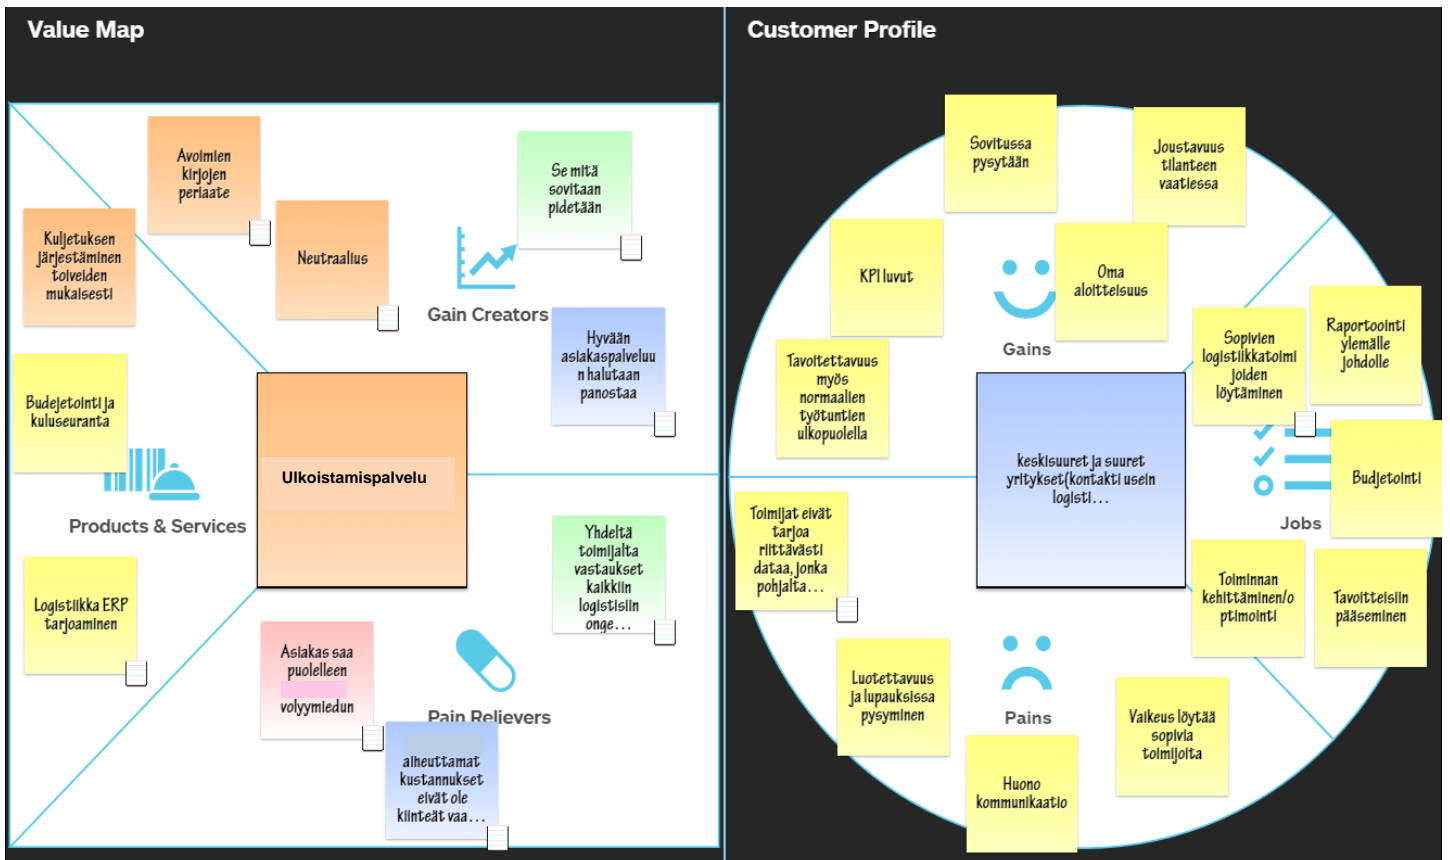 Value Map
Avoimien
kirjojen
periaate
Se mitä
sovitaan
pidetään
Kuljetuksen
järjestäminen
toiveiden
mukaisesti
Neutraalius
Gain Creators
Hyvään
asiakaspalveluu
n halutaan
panostaa
Budejetointi ja
kuluseuranta
Ulkoistamispalvelu
Products & Services
Yhdeltä
toimijalta
vastaukset
kaikkiin
logistisiin
onge...
Logistiikka ERP
tarjoaminen
Asiakas saa
puolelleen
volyymiedun
Pain Relievers
aiheuttamat
kustannukset
eivät ole
kiinteät vaa...
Customer Profile
Sovitussa
pysytään
Joustavuus
tilanteen
vaatiessa
KPI luvut
Oma
aloitteisuus
Gains
Tavoitettavuus
myös
normaalien
työtuntien
ulkopuolella
Sopivien
logistiikkatoimi
joiden
löytäminen
Raportoointi
ylemälle
johdolle
keskisuuret ja suuret
yritykset(kontakti usein
logisti...
Budjetointi
Jobs
Toimijat eivät
tarjoa
riittävästi
dataa, jonka
pohjalta...
Toiminnan
kehittäminen/o
ptimointi
Tavoitteisiin
pääseminen
Luotettavuus
ja lupauksissa
pysyminen
Pains
Vaikeus löytää
sopivia
toimijoita
Huono
kommunikaatio